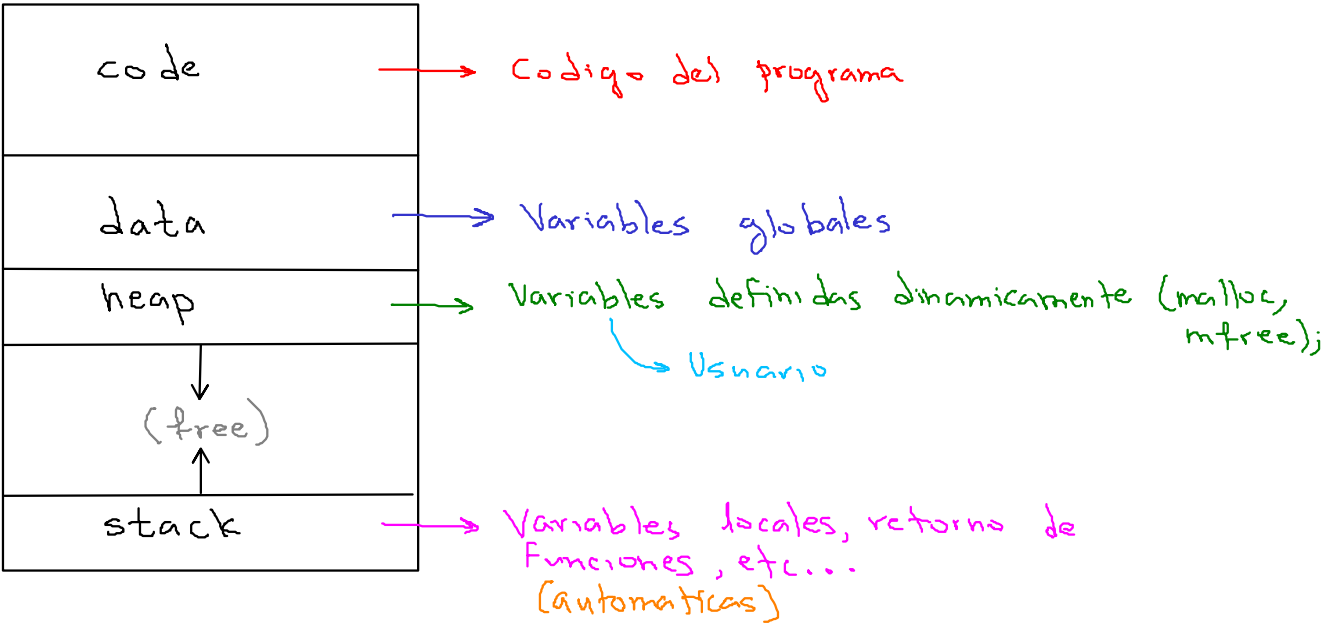 code
Codigo del programa
data
Variables globales
heap
Variables definidas dinamicamente (malloc,
mfree);
Usuario
(free)
stack
Variables locales, retorno de
Funciones, etc...
(automaticas)